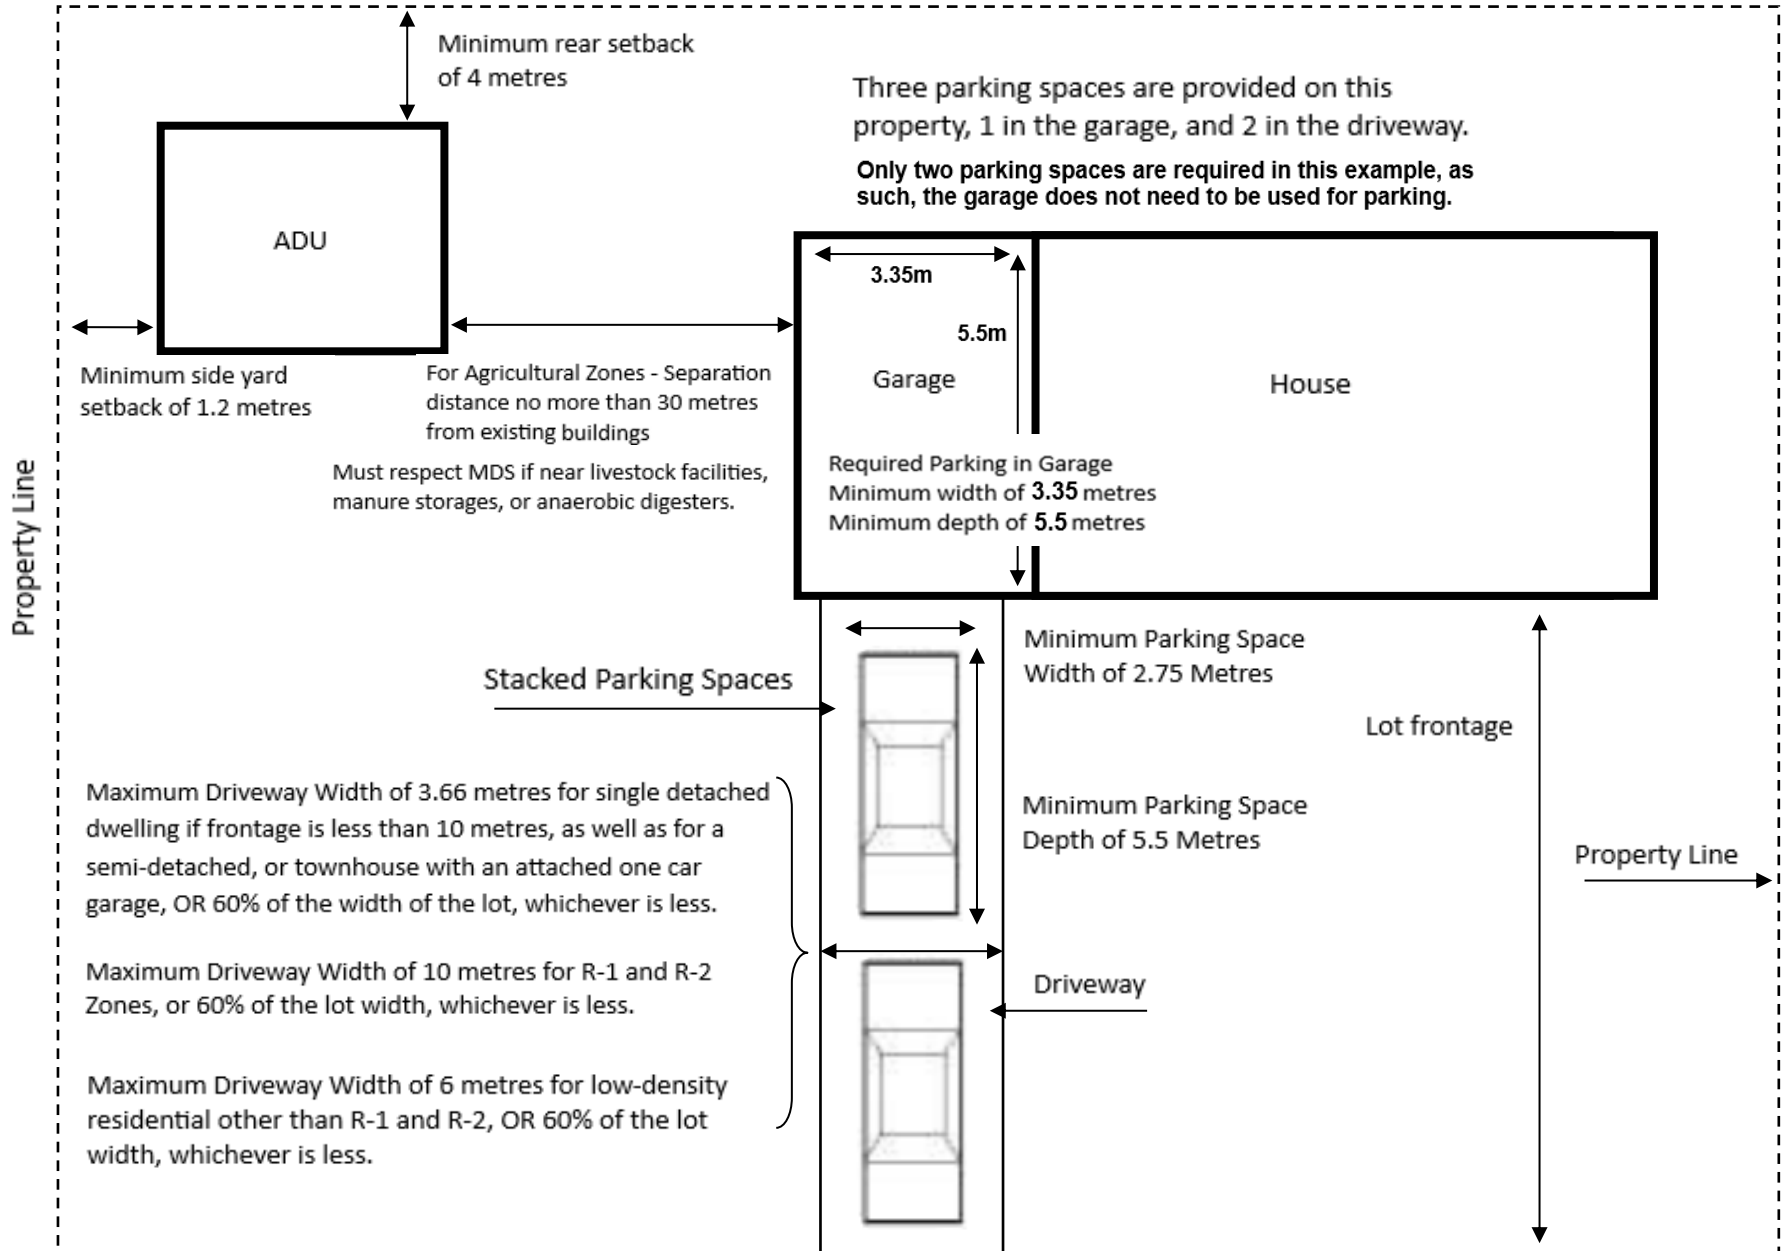 Minimum rear setback
of 4 metres
Three parking spaces are provided on this
property, 1 in the garage, and 2 in the driveway.
Only two parking spaces are required in this example, as
such, the garage does not need to be used for parking.
ADU
3.35m
5.5m
Garage
House
Minimum side yard
setback of 1.2 metres
For Agricultural Zones - Separation
distance no more than 30 metres
from existing buildings
Must respect MDS if near livestock facilities,
manure storages, or anaerobic digesters.
Required Parking in Garage
Minimum width of 3.35 metres
Minimum depth of 5.5 metres
Property Line
Stacked Parking Spaces
Minimum Parking Space
Width of 2.75 Metres
Lot frontage
Minimum Parking Space
Depth of 5.5 Metres
Property Line
Maximum Driveway Width of 3.66 metres for single detached
dwelling if frontage is less than 10 metres, as well as for a
semi-detached, or townhouse with an attached one car
garage, OR 60% of the width of the lot, whichever is less.
Maximum Driveway Width of 10 metres for R-1 and R-2
Zones, or 60% of the lot width, whichever is less.
Driveway
Maximum Driveway Width of 6 metres for low-density
residential other than R-1 and R-2, OR 60% of the lot
width, whichever is less.